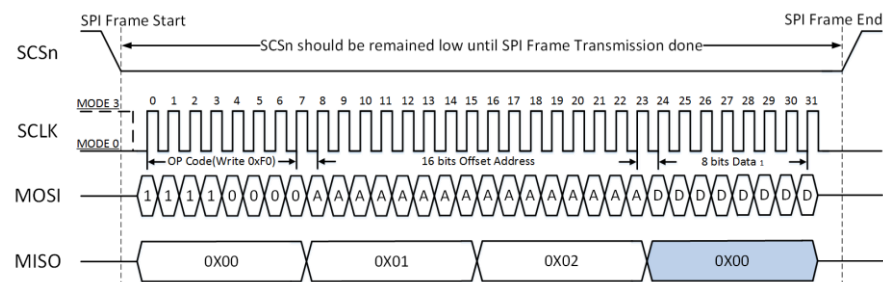 SPI Frame Start SPI Frame End
SCSn SCSn should be remained low until SPI Frame Transmission done
MODE 3 0 1 2 3 4 5 6 7 8 9 10 11 12 13 14 15 16 17 18 19 20 21 22 23 24 25 26 27 28 29 30 31
SCLK
MODE 0
OP Code(Write 0xF0) 16 bits Offset Address 8 bits Data 1
MOSI 1 1 1 1 0 0 0 0 A A A A A A A A A A A A A A A A D D D D D D D D
MISO 0X00 0X01 0X02 0X00